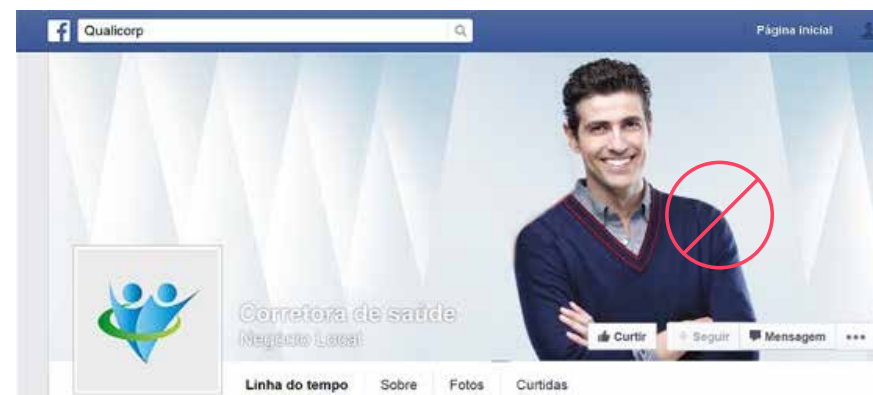 f Qualicorp
Página inicial
Corretora de saúde
Negócio Local
Curtir
+ Seguir
Mensagem
Linha do tempo
Sobre
Fotos
Curtidas